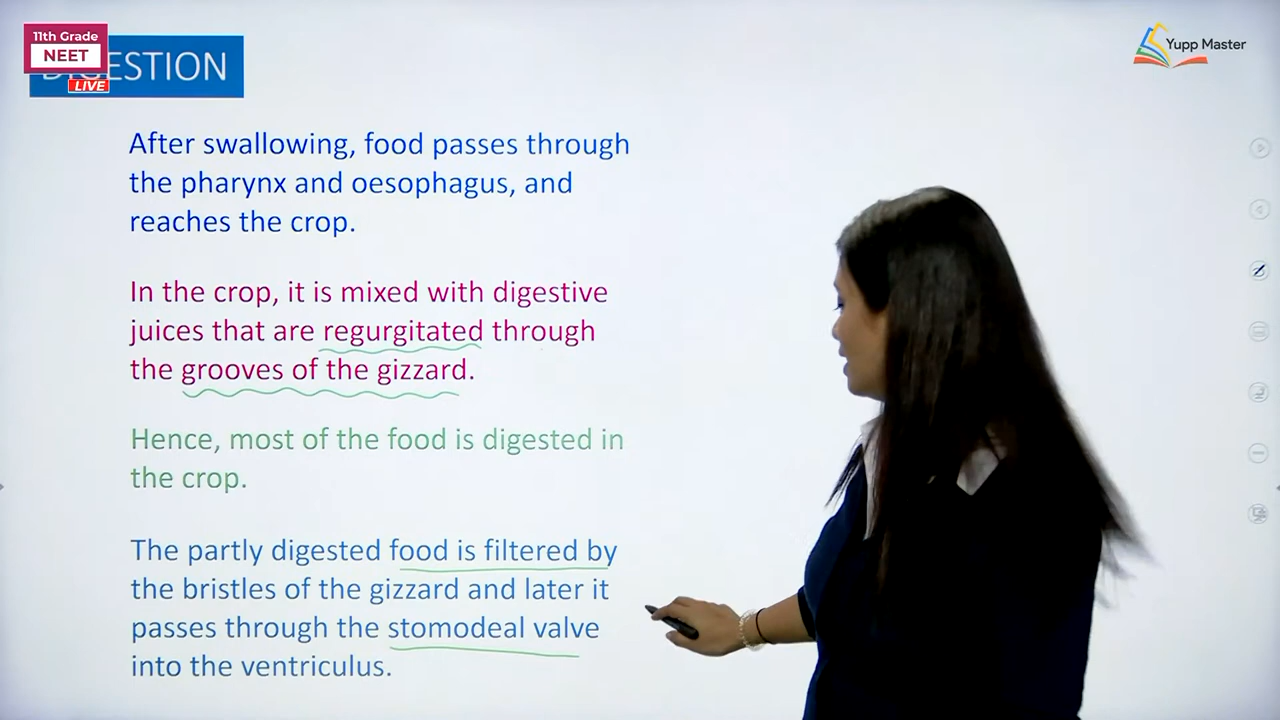 11th Grade
NEET
LIVE
DIGESTION
Yupp Master
After swallowing, food passes through
the pharynx and oesophagus, and
reaches the crop.
In the crop, it is mixed with digestive
juices that are regurgitated through
the grooves of the gizzard.
Hence, most of the food is digested in
the crop.
The partly digested food is filtered by
the bristles of the gizzard and later it
passes through the stomodeal valve
into the ventriculus.